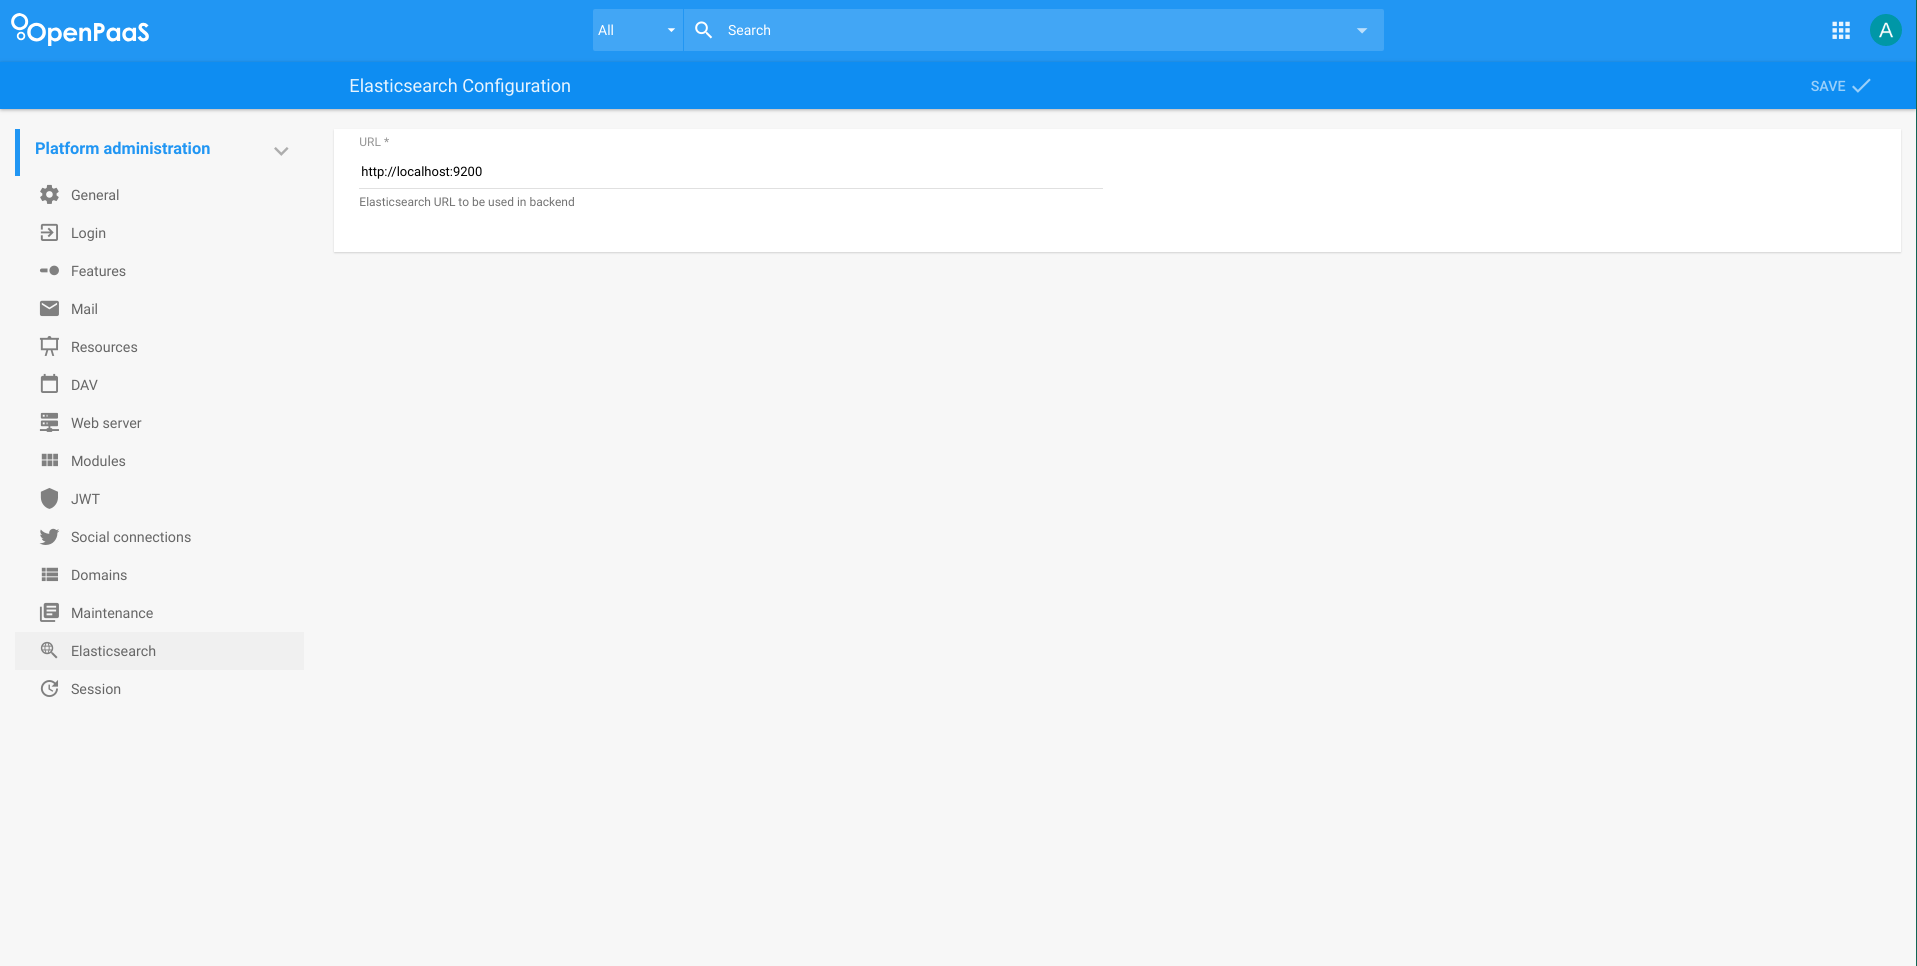 OpenPaaS
All
Search
A
Elasticsearch Configuration
SAVE
Platform administration
General
Login
Features
Mail
Resources
DAV
Web server
Modules
JWT
Social connections
Domains
Maintenance
Elasticsearch
Session
URL *
http://localhost:9200
Elasticsearch URL to be used in backend